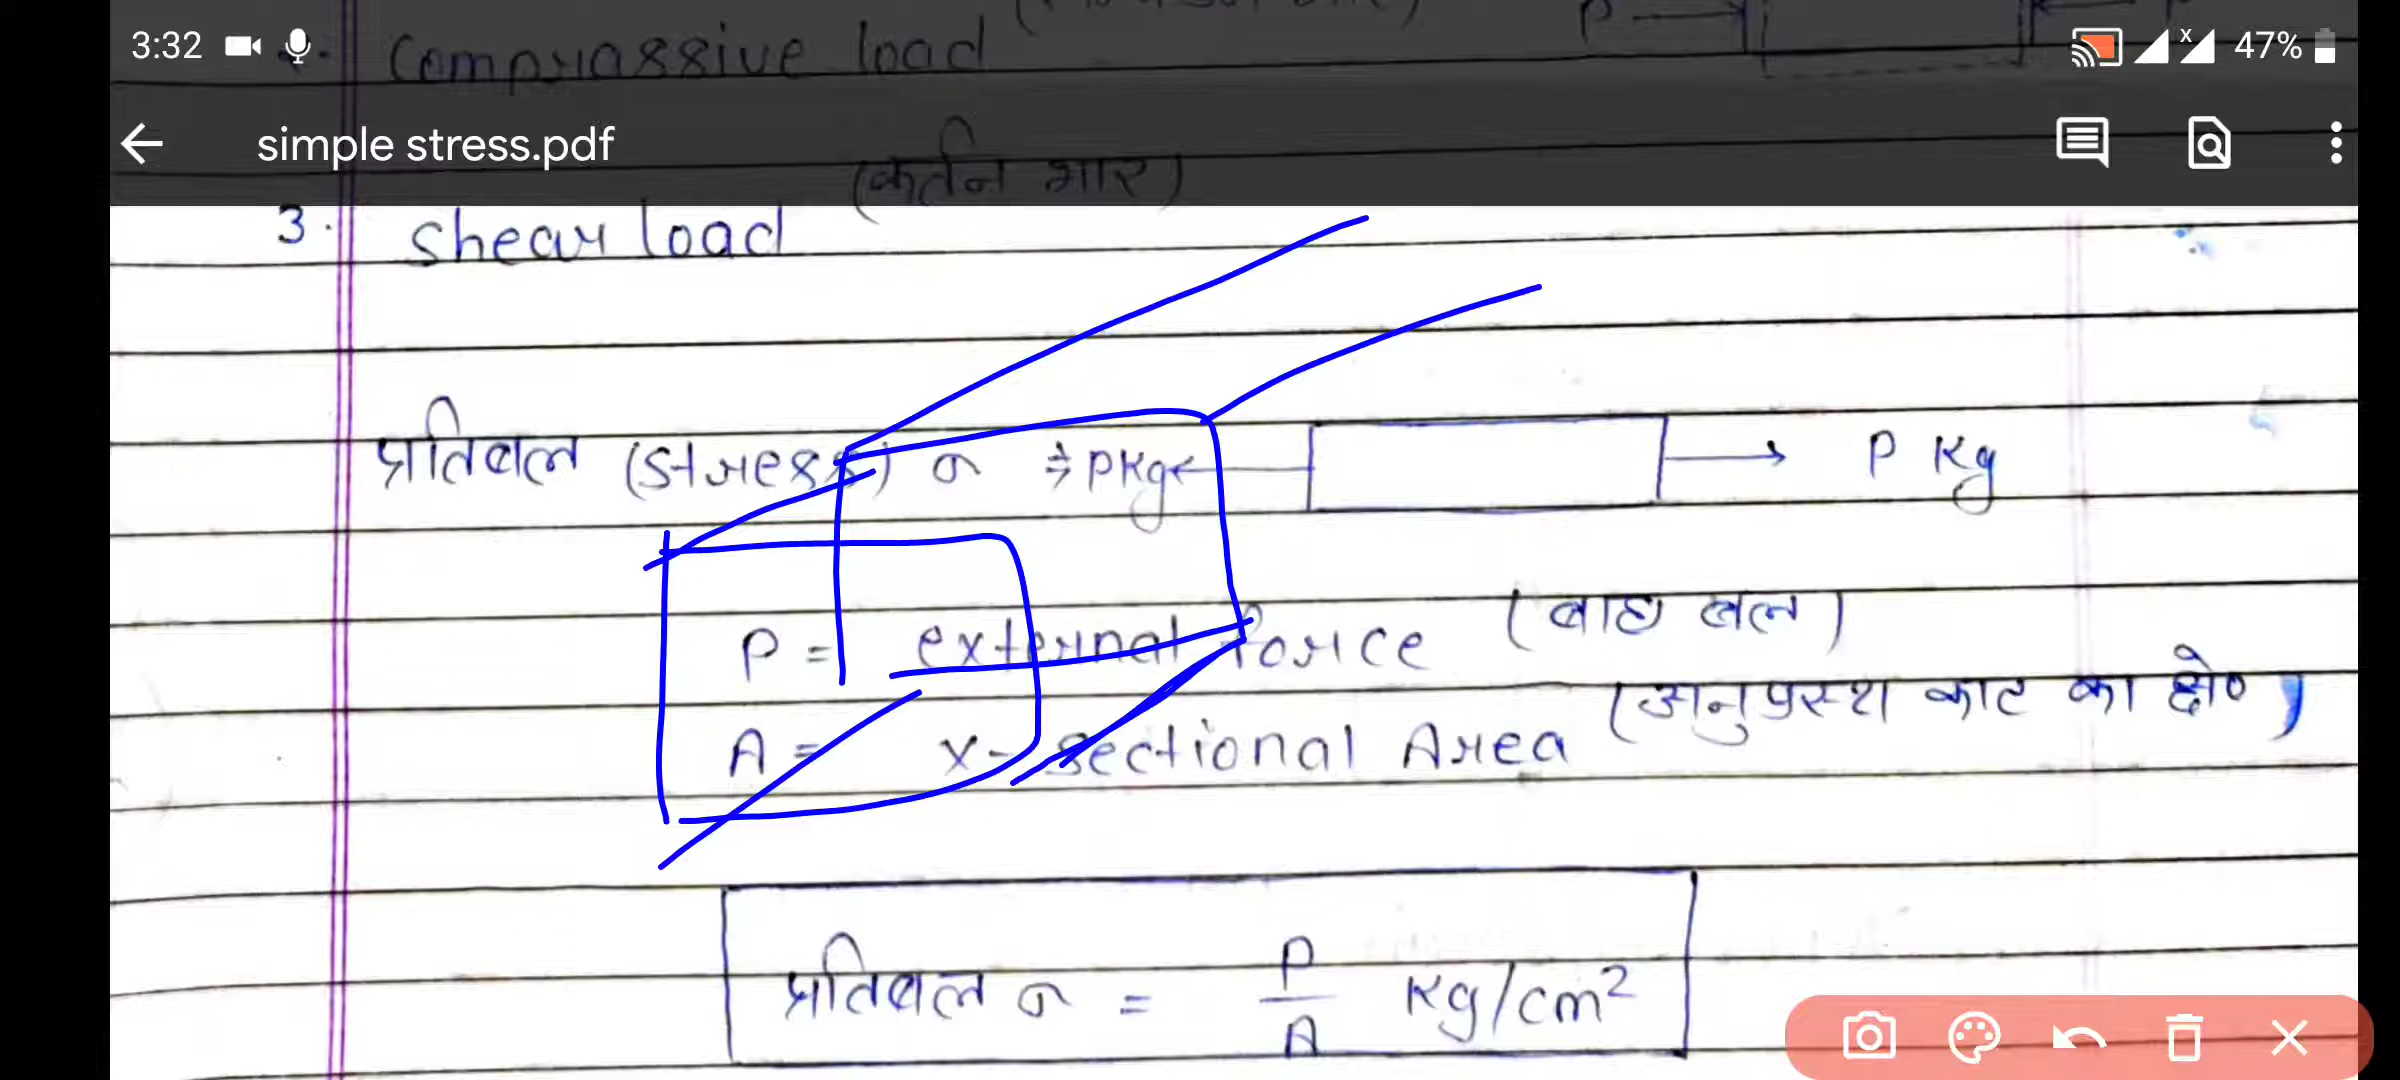 3:32 47%
Compressive load
P
simple stress.pdf
(कर्तन भार)
3. Shear load
प्रतिबल (Stress) σ ⇒ P Kg P Kg
P = external force (बाह्य बल)
A = x-sectional Area (अनुप्रस्थ काट का क्षे०)
प्रतिबल σ = P/A Kg/cm²